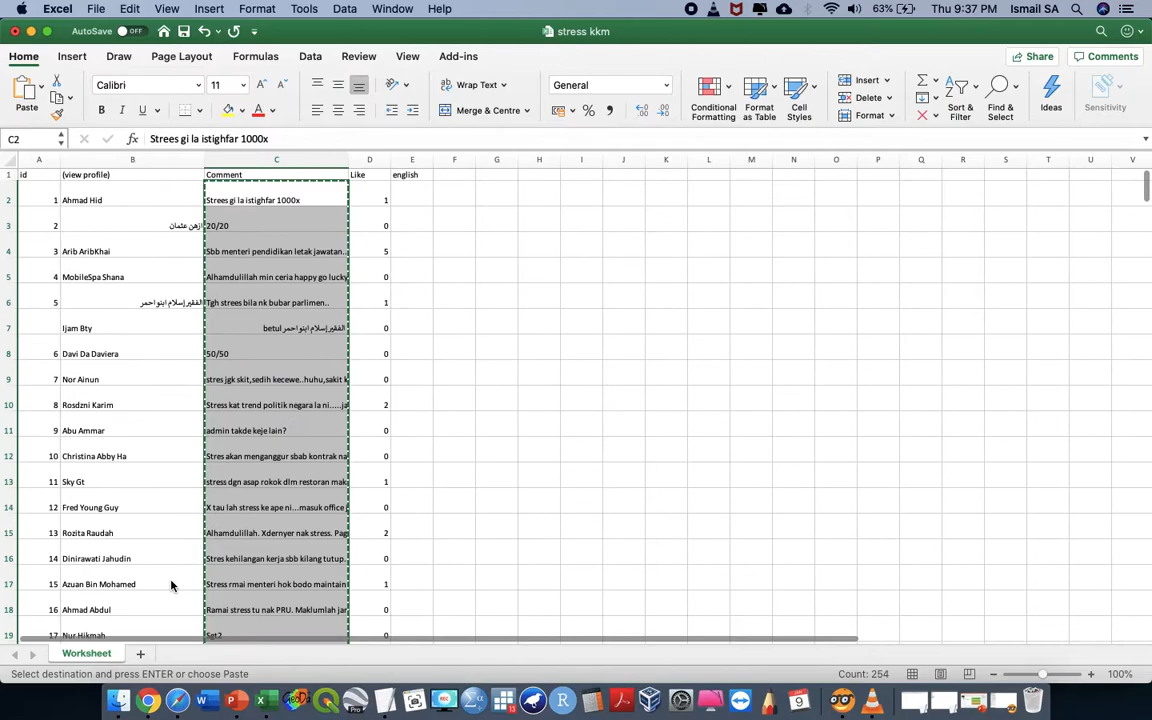 Excel File Edit View Insert Format Tools Data Window Help 63% Thu 9:37 PM Ismail SA
AutoSave OFF stress kkm
Home Insert Draw Page Layout Formulas Data Review View Add-ins Share Comments
Paste Calibri 11 Wrap Text General Insert
B I U A Merge & Centre % Conditional Formatting Format as Table Cell Styles Delete Format Sort & Filter Find & Select Ideas Sensitivity
C2 fx Strees gi la istighfar 1000x
A B C D E F G H I J K L M N O P Q R S T U V
1 id (view profile) Comment Like english
2 1 Ahmad Hid Strees gi la istighfar 1000x 1
3 2 ازهن عثمان 20/20 0
4 3 Arib AribKhai Sbb menteri pendidikan letak jawatan.. 5
5 4 MobileSpa Shana Alhamdulillah min ceria happy go lucky 0
6 5 الفقير إسلام ابنو احمر Tgh strees bila nk bubar parlimen.. 1
7 Ijam Bty الفقير إسلام ابنو احمر betul 0
8 6 Davi Da Daviera 50/50 0
9 7 Nor Ainun stres jgk skit,sedih kecewe..huhu,sakit k 0
10 8 Rosdzni Karim Stress kat trend politik negara la ni.....ja 2
11 9 Abu Ammar admin takde keje lain? 0
12 10 Christina Abby Ha Stres akan menganggur sbab kontrak na 0
13 11 Sky Gt stress dgn asap rokok dlm restoran mak 1
14 12 Fred Young Guy X tau lah stress ke ape ni...masuk office 0
15 13 Rozita Raudah Alhamdulillah. Xdernyer nak stress. Pag 2
16 14 Dinirawati Jahudin Stres kehilangan kerja sbb kilang tutup.. 0
17 15 Azuan Bin Mohamed Stress rmai menteri hok bodo maintain 1
18 16 Ahmad Abdul Ramai stress tu nak PRU. Maklumlah jan 0
19 17 Nur Hikmah Sgt2 0
Worksheet
Select destination and press ENTER or choose Paste Count: 254 100%